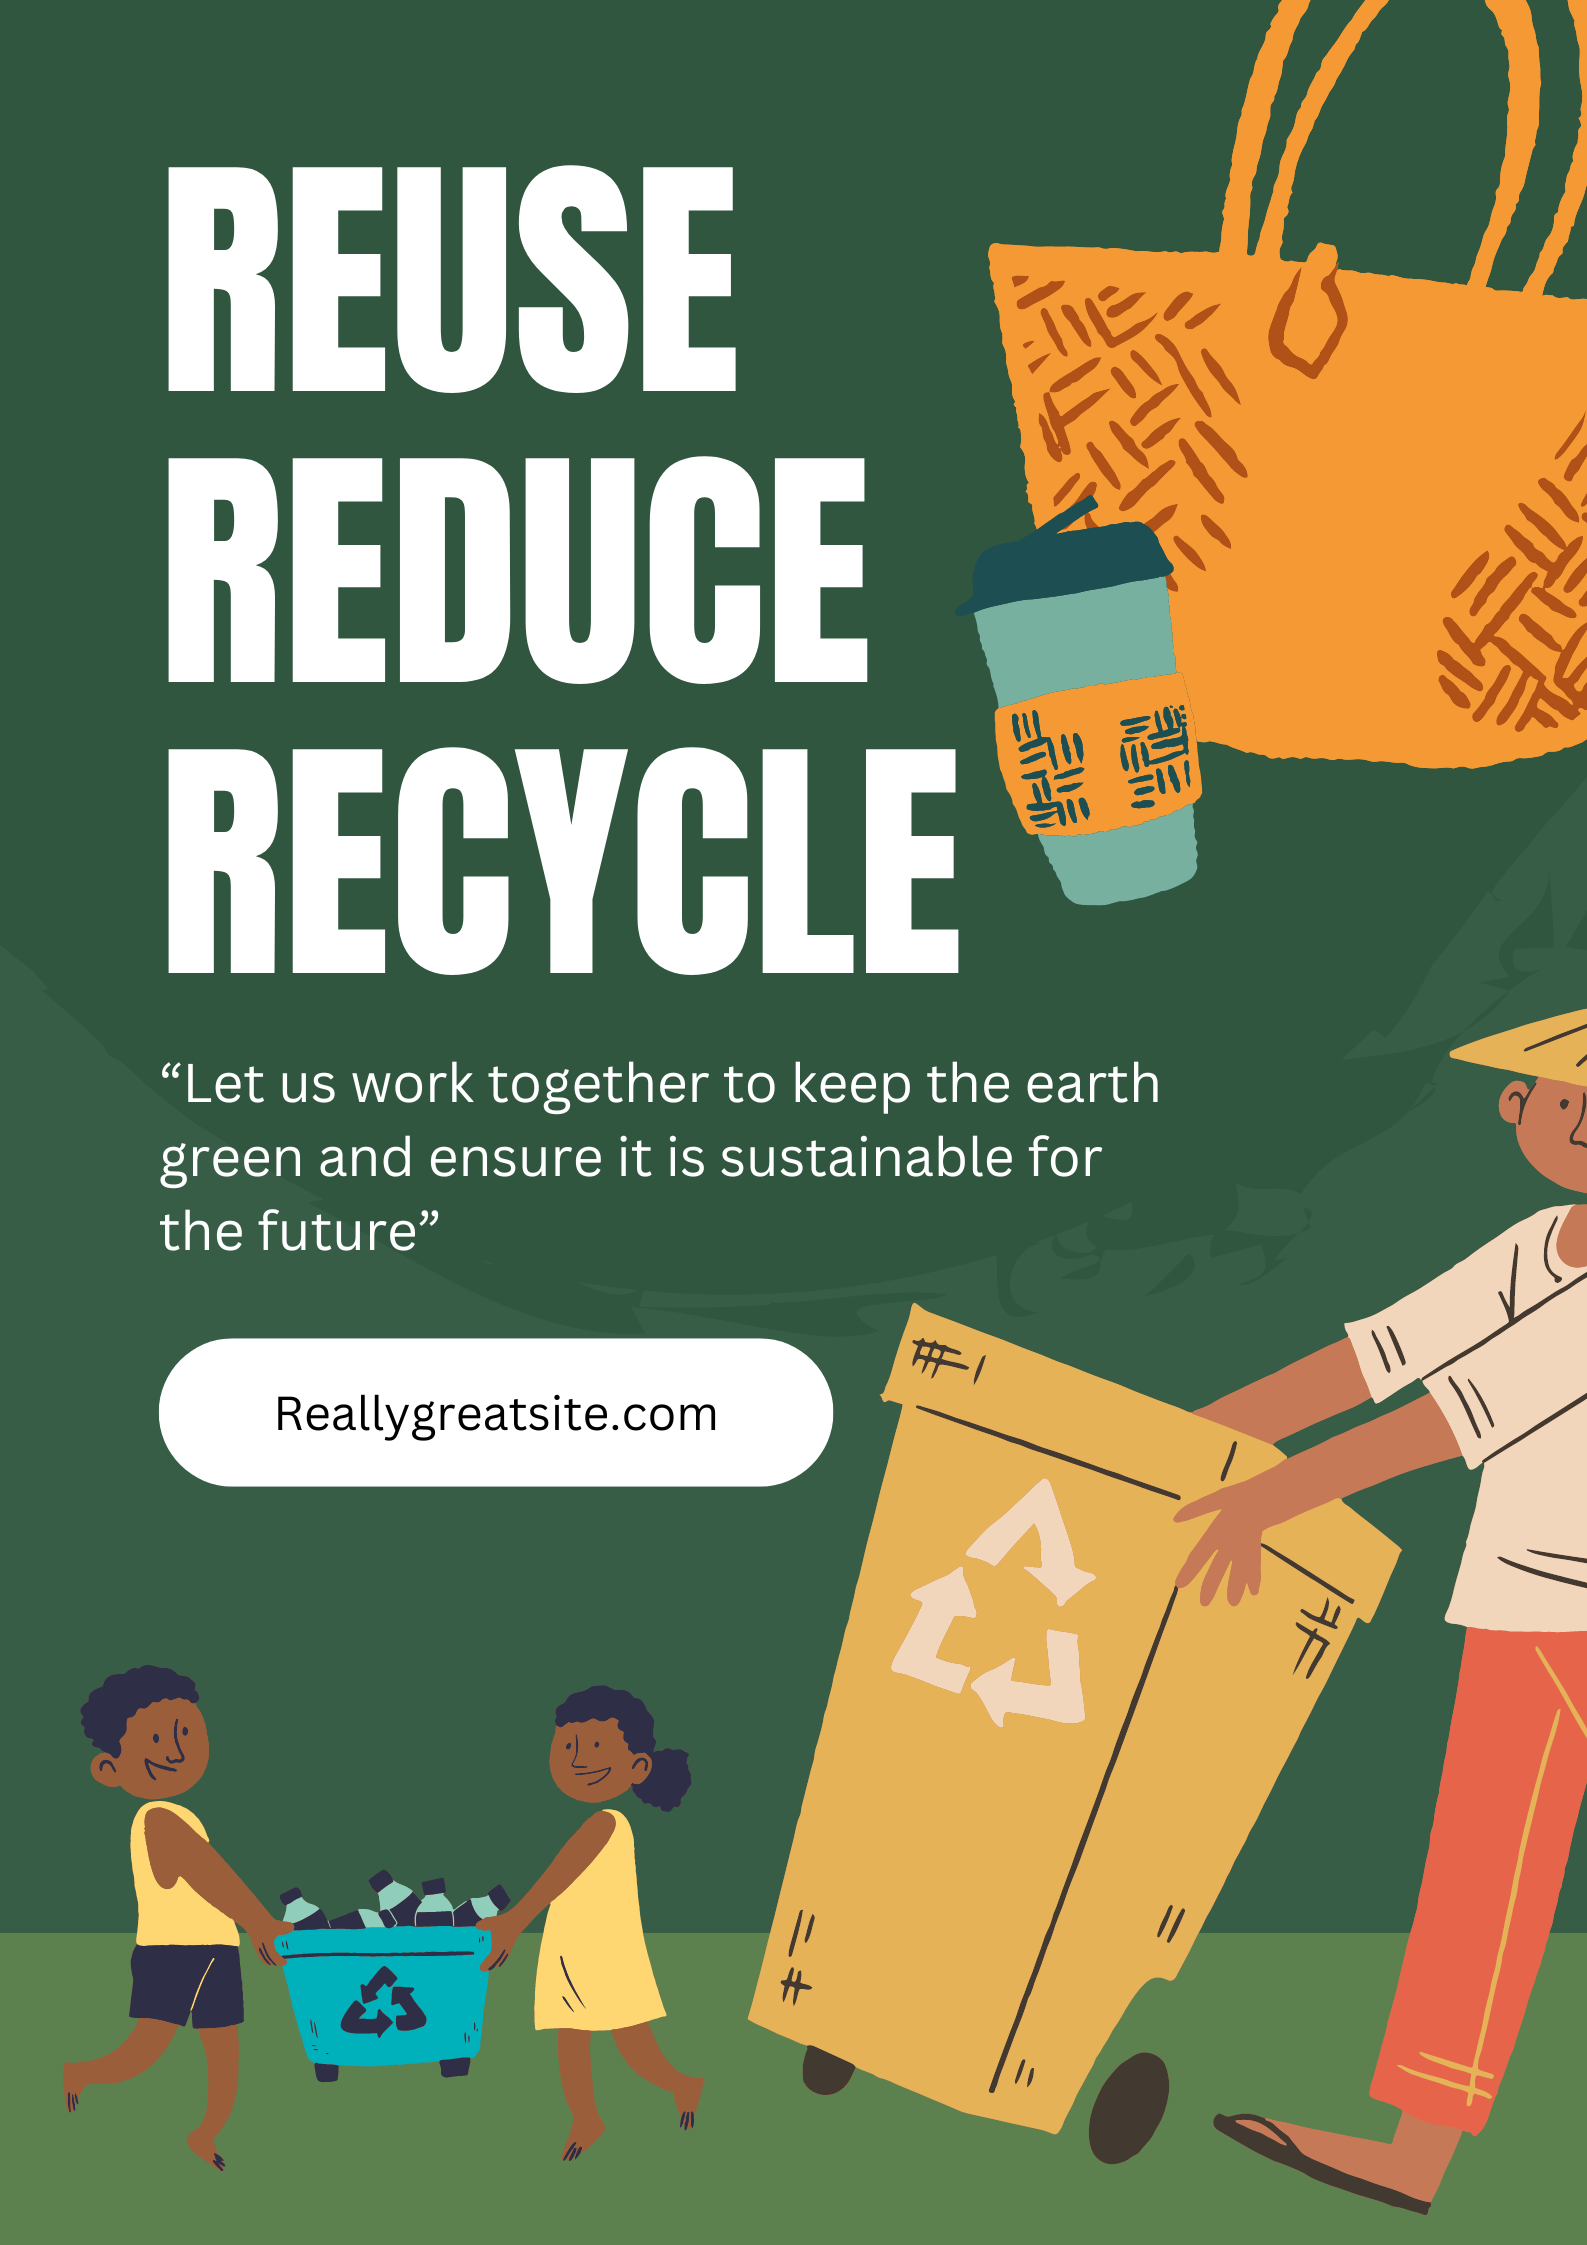 REUSE
REDUCE
RECYCLE
“Let us work together to keep the earth
green and ensure it is sustainable for
the future”
Reallygreatsite.com